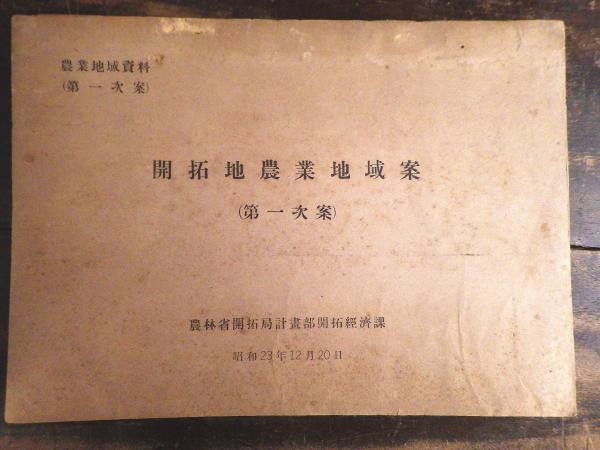 農業地域資料
(第一次案)
開拓地農業地域案
(第一次案)
農林省開拓局計畫部開拓經濟課
昭和23年12月20日